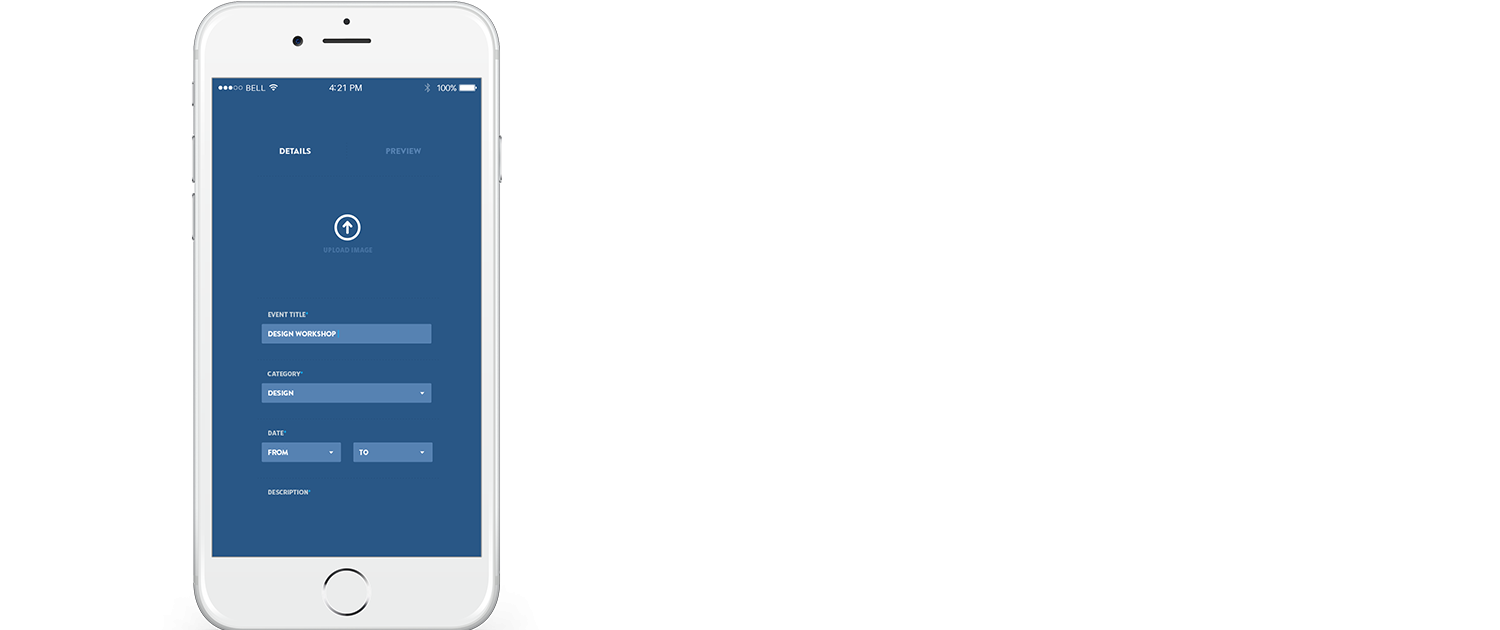 BELL 4:21 PM 100%
DETAILS PREVIEW
UPLOAD IMAGE
EVENT TITLE*
DESIGN WORKSHOP
CATEGORY*
DESIGN
DATE*
FROM TO
DESCRIPTION*